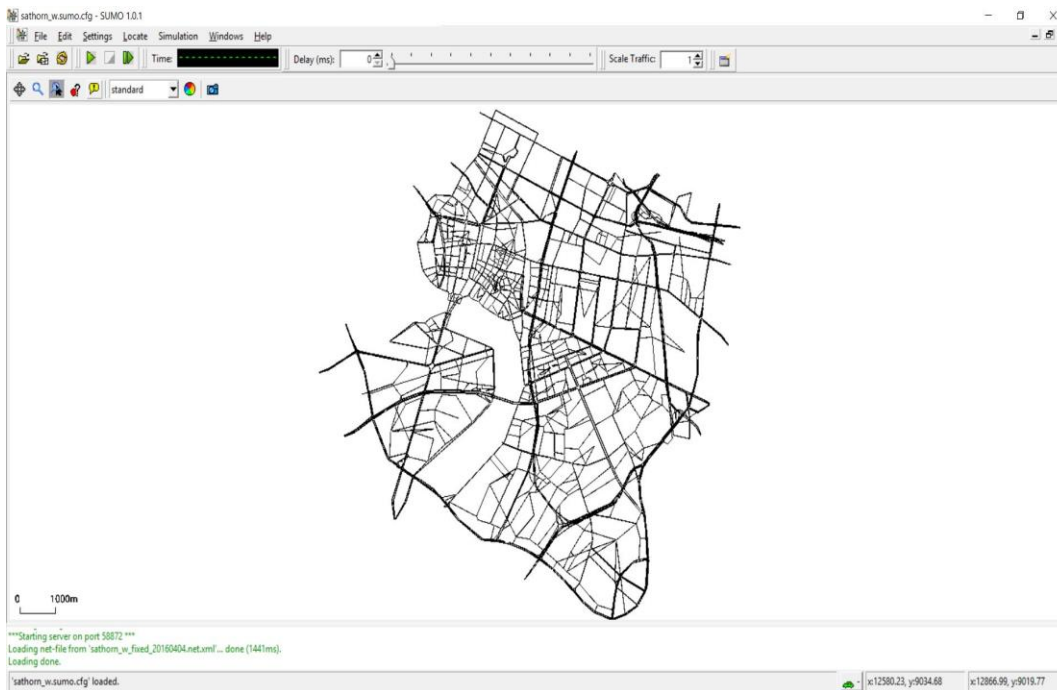 sathorn_w.sumo.cfg - SUMO 1.0.1
File Edit Settings Locate Simulation Windows Help
Time: Delay (ms): 0 Scale Traffic: 1
standard
0 1000m
***Starting server on port 58872 ***
Loading net-file from 'sathorn_w_fixed_20160404.net.xml'... done (1441ms).
Loading done.
'sathorn_w.sumo.cfg' loaded. x:12580.23, y:9034.68 x:12866.99, y:9019.77